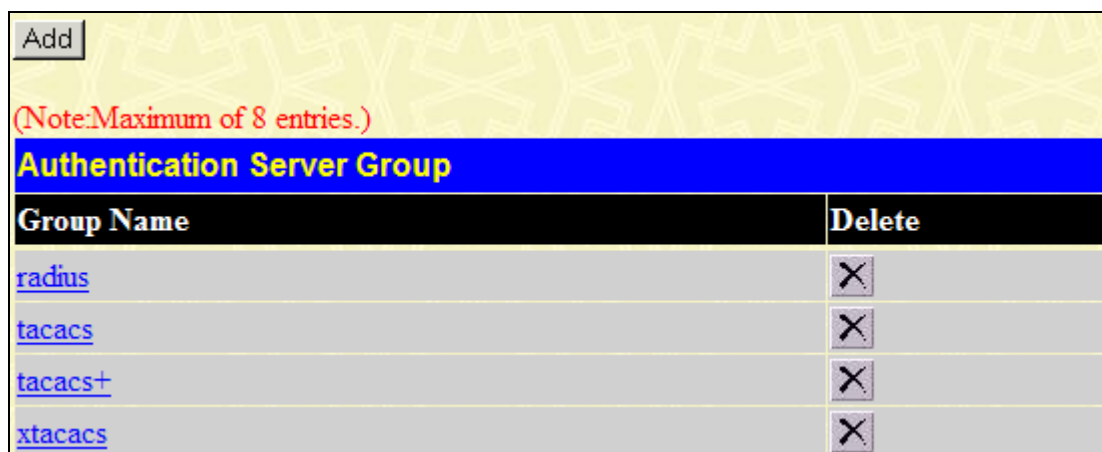 Add
(Note:Maximum of 8 entries.)
Authentication Server Group
Group Name Delete
radius
tacacs
tacacs+
xtacacs